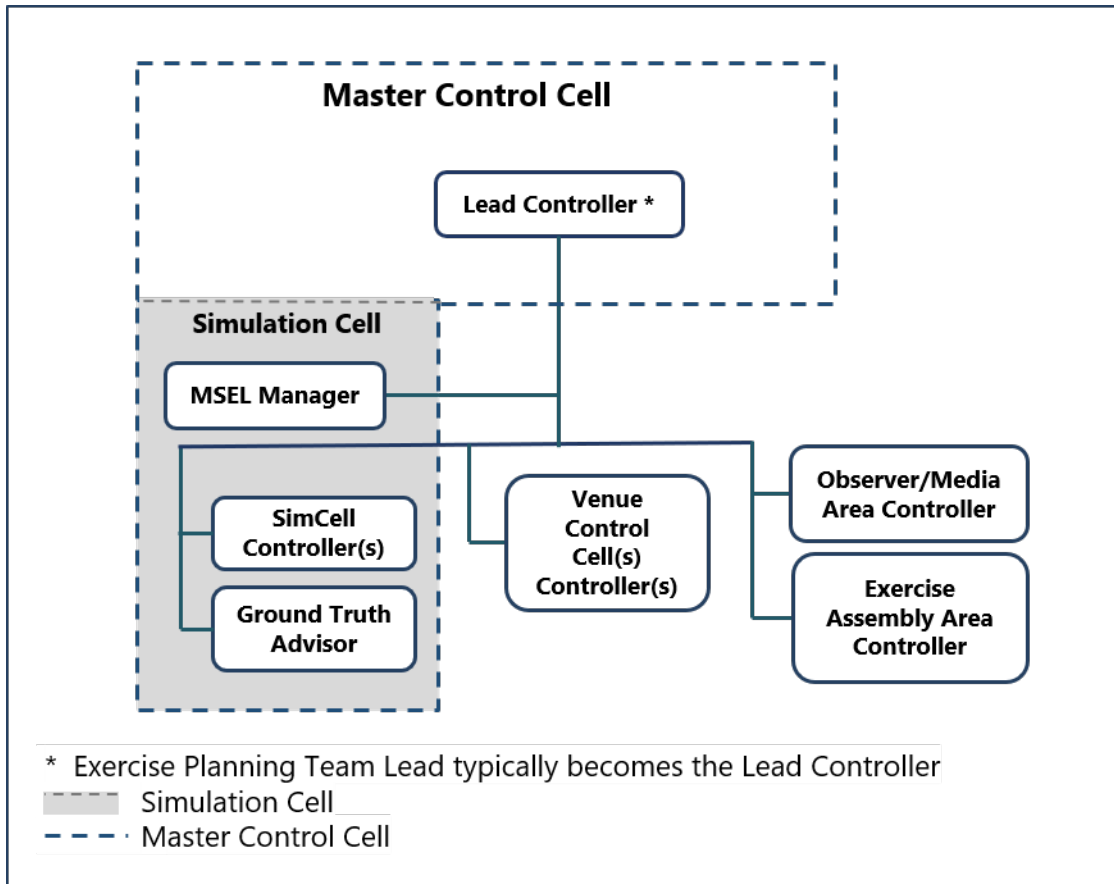 Master Control Cell
Lead Controller *
Simulation Cell
MSEL Manager
SimCell
Controller(s)
Ground Truth
Advisor
Venue
Control
Cell(s)
Controller(s)
Observer/Media
Area Controller
Exercise
Assembly Area
Controller
* Exercise Planning Team Lead typically becomes the Lead Controller
Simulation Cell
Master Control Cell